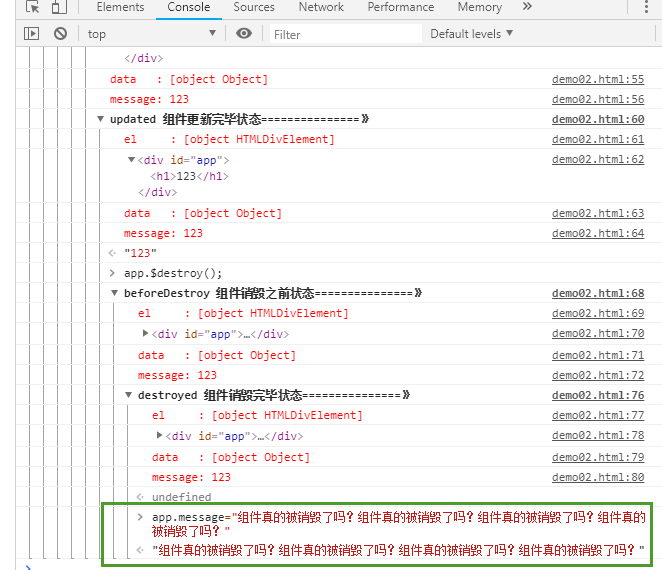 Elements Console Sources Network Performance Memory »
top Filter Default levels
</div>
data : [object Object] demo02.html:55
message: 123 demo02.html:56
updated 组件更新完毕状态===============》 demo02.html:60
el : [object HTMLDivElement] demo02.html:61
<div id="app"> demo02.html:62
<h1>123</h1>
</div>
data : [object Object] demo02.html:63
message: 123 demo02.html:64
"123"
app.$destroy();
beforeDestroy 组件销毁之前状态===============》 demo02.html:68
el : [object HTMLDivElement] demo02.html:69
<div id="app">…</div> demo02.html:70
data : [object Object] demo02.html:71
message: 123 demo02.html:72
destroyed 组件销毁完毕状态===============》 demo02.html:76
el : [object HTMLDivElement] demo02.html:77
<div id="app">…</div> demo02.html:78
data : [object Object] demo02.html:79
message: 123 demo02.html:80
undefined
app.message="组件真的被销毁了吗？组件真的被销毁了吗？组件真的被销毁了吗？组件真的
被销毁了吗？"
"组件真的被销毁了吗？组件真的被销毁了吗？组件真的被销毁了吗？组件真的被销毁了吗？"